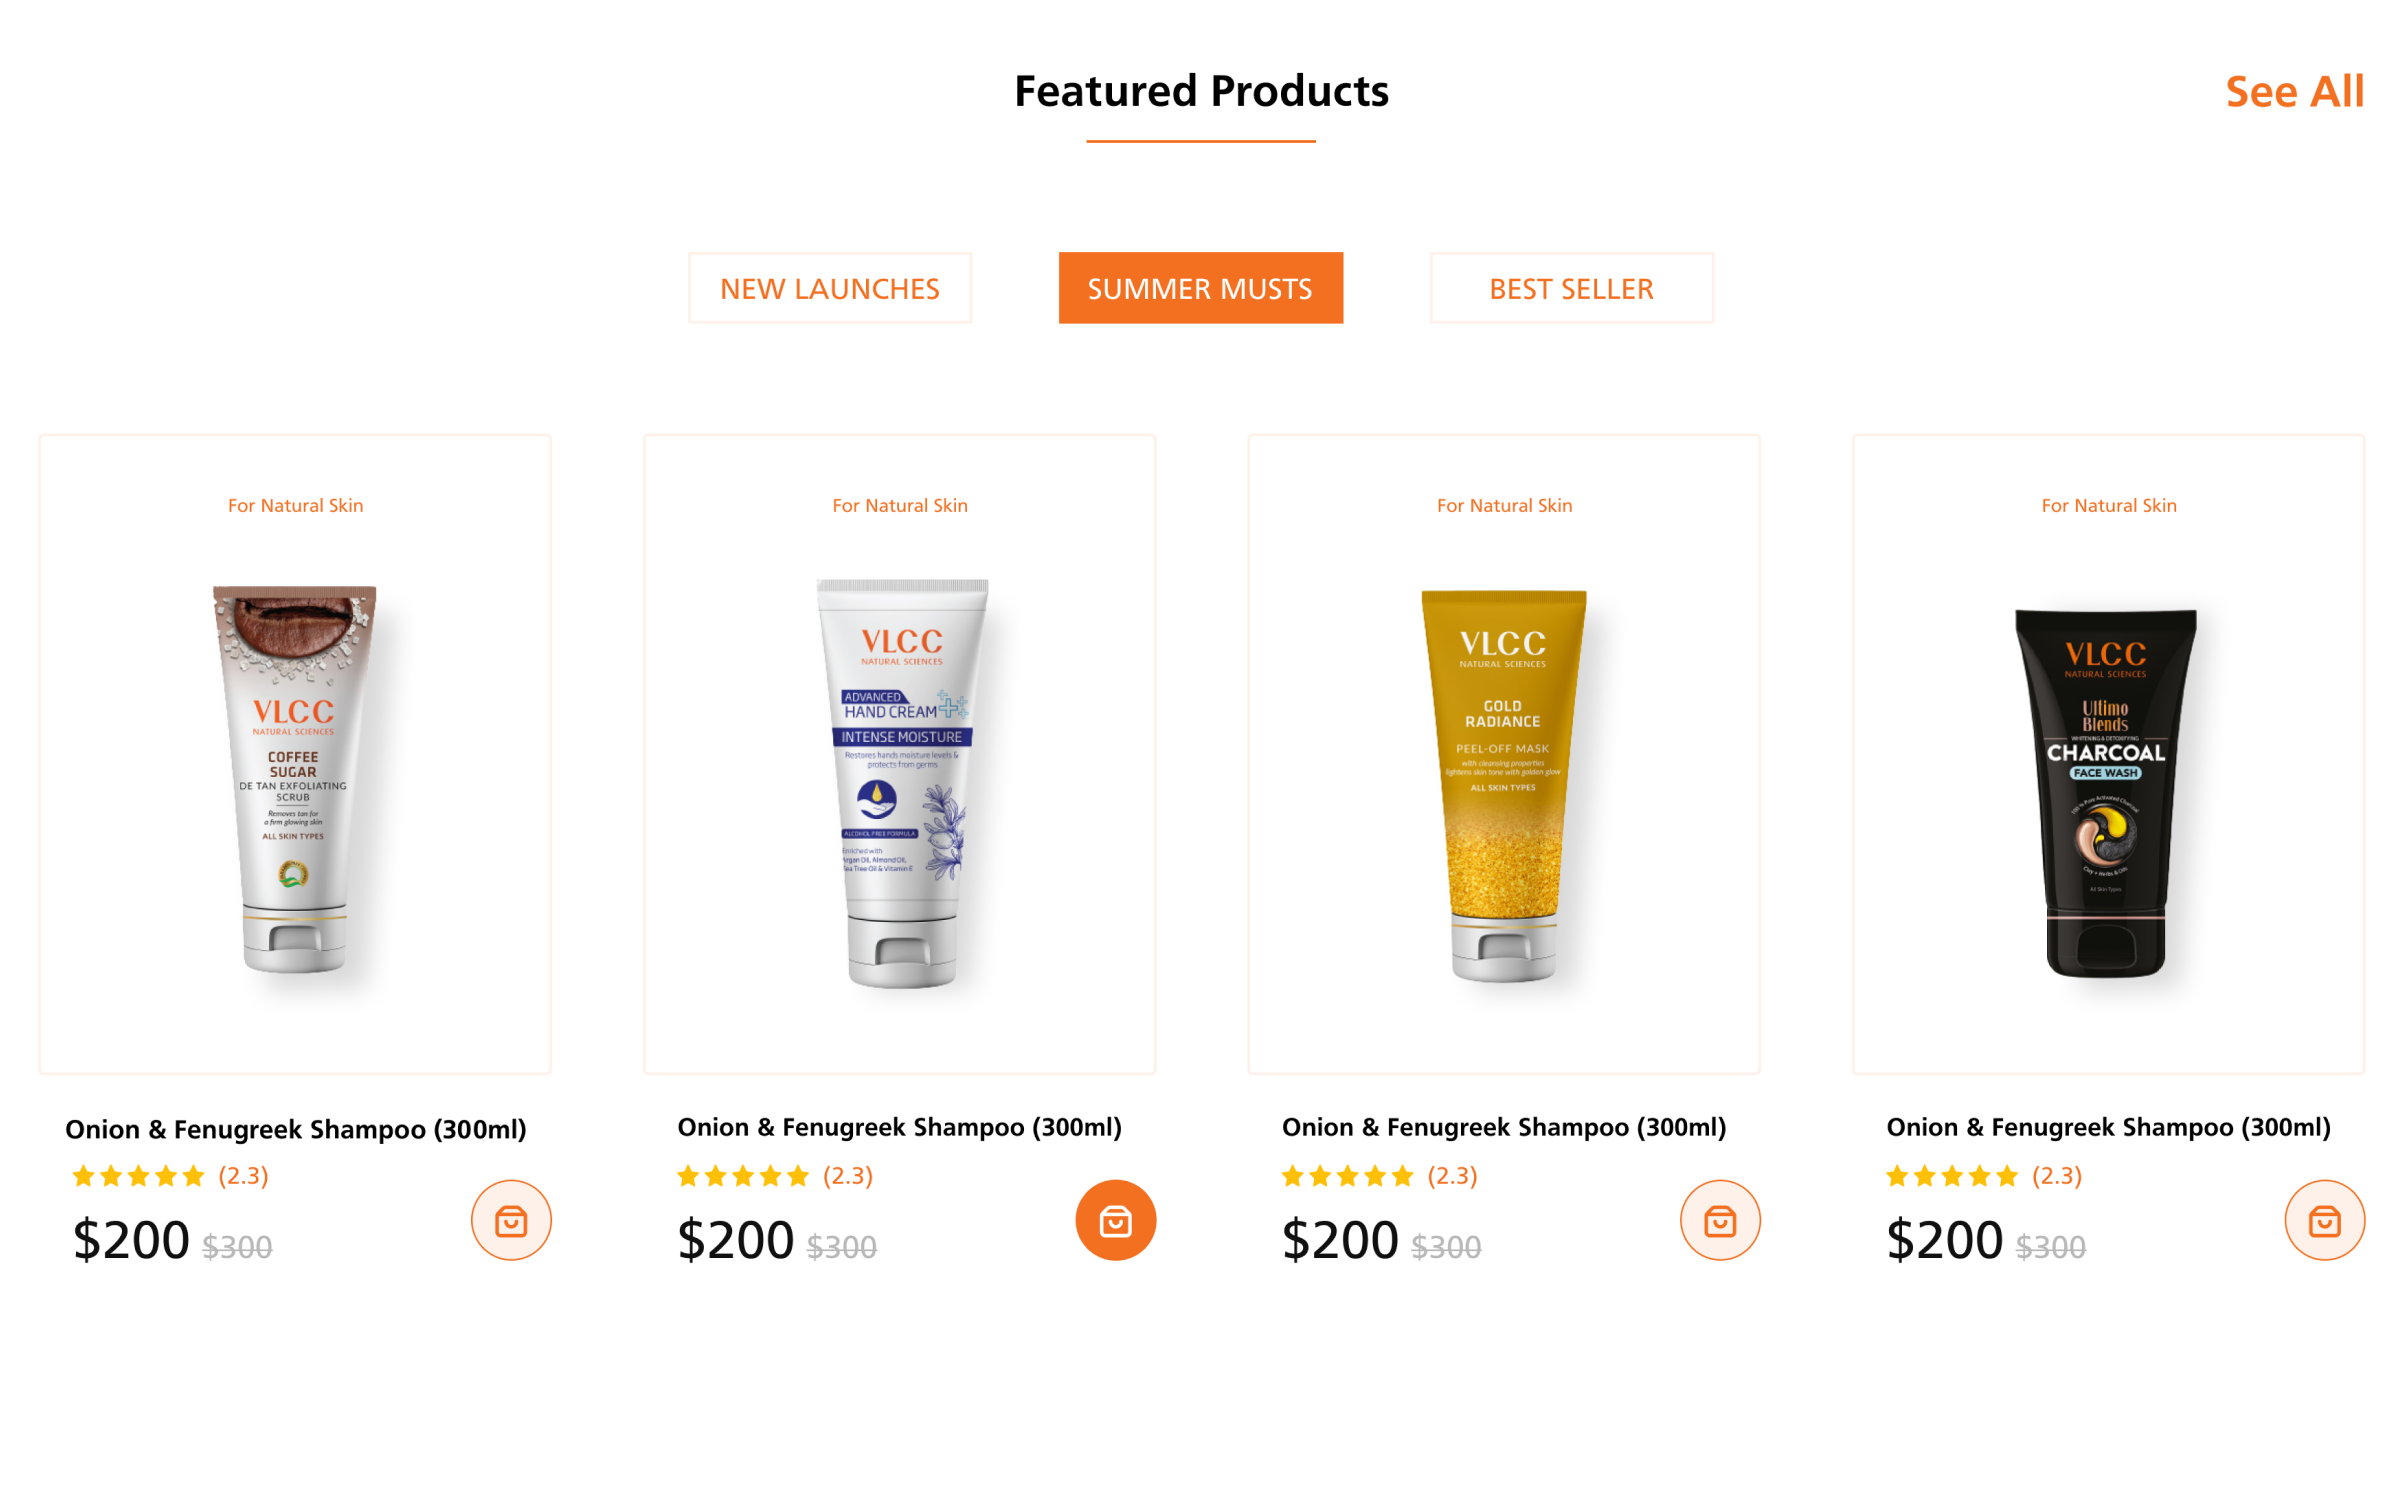 Featured Products
See All
NEW LAUNCHES
SUMMER MUSTS
BEST SELLER
For Natural Skin
VLCC
NATURAL SCIENCES
COFFEE
SUGAR
DE TAN EXFOLIATING
SCRUB
Removes tan for
a firm glowing skin
ALL SKIN TYPES
Onion & Fenugreek Shampoo (300ml)
(2.3)
$200 $300
For Natural Skin
VLCC
NATURAL SCIENCES
ADVANCED
HAND CREAM
INTENSE MOISTURE
Restores hands moisture levels &
protects from germs
ALCOHOL FREE FORMULA
Enriched with
Argan Oil, Almond Oil,
Tea Tree Oil & Vitamin E
Onion & Fenugreek Shampoo (300ml)
(2.3)
$200 $300
For Natural Skin
VLCC
NATURAL SCIENCES
GOLD
RADIANCE
PEEL-OFF MASK
with cleansing properties
lightens skin tone with golden glow
ALL SKIN TYPES
Onion & Fenugreek Shampoo (300ml)
(2.3)
$200 $300
For Natural Skin
VLCC
NATURAL SCIENCES
Ultimo
Blends
WHITENING & DETOXIFYING
CHARCOAL
FACE WASH
Pure Activated Charcoal
Clay + Herbs & Oils
All Skin Types
Onion & Fenugreek Shampoo (300ml)
(2.3)
$200 $300